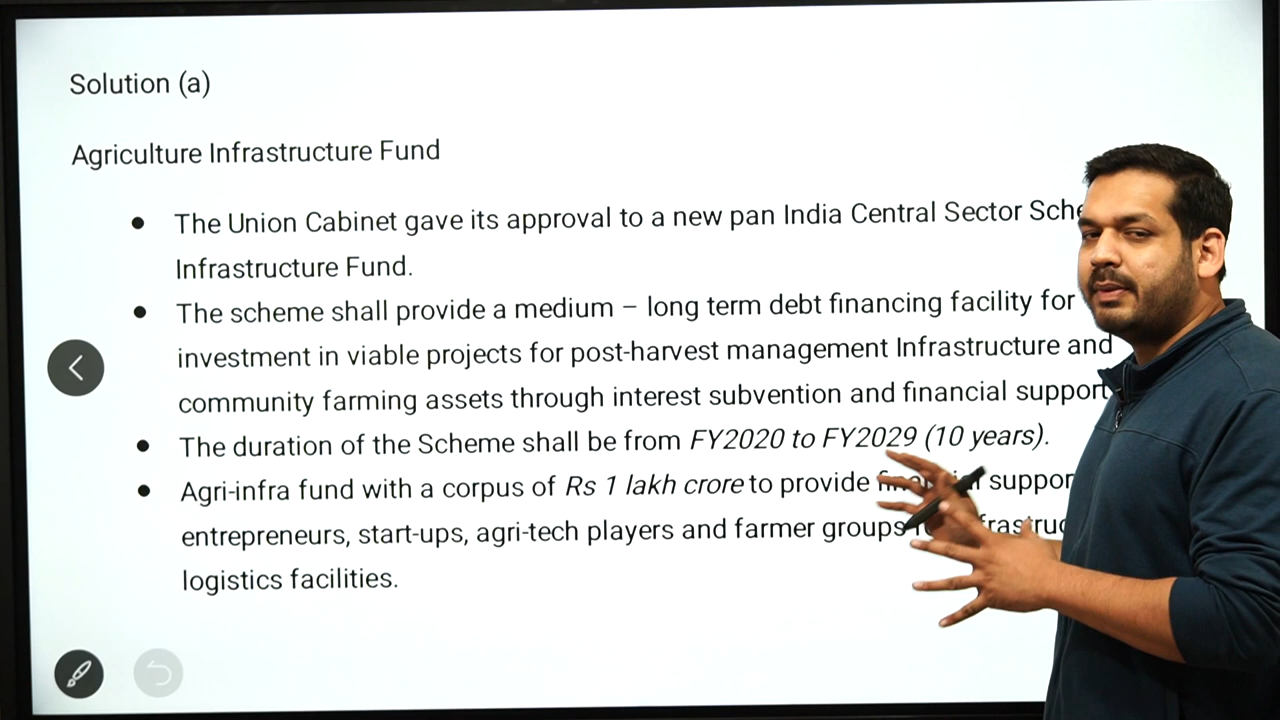 Solution (a)
Agriculture Infrastructure Fund
● The Union Cabinet gave its approval to a new pan India Central Sector
Infrastructure Fund.
● The scheme shall provide a medium – long term debt financing facility for
investment in viable projects for post-harvest management Infrastructure and
community farming assets through interest subvention and financial support
● The duration of the Scheme shall be from FY2020 to FY2029 (10 years).
● Agri-infra fund with a corpus of Rs 1 lakh crore to provide
entrepreneurs, start-ups, agri-tech players and farmer groups
logistics facilities.